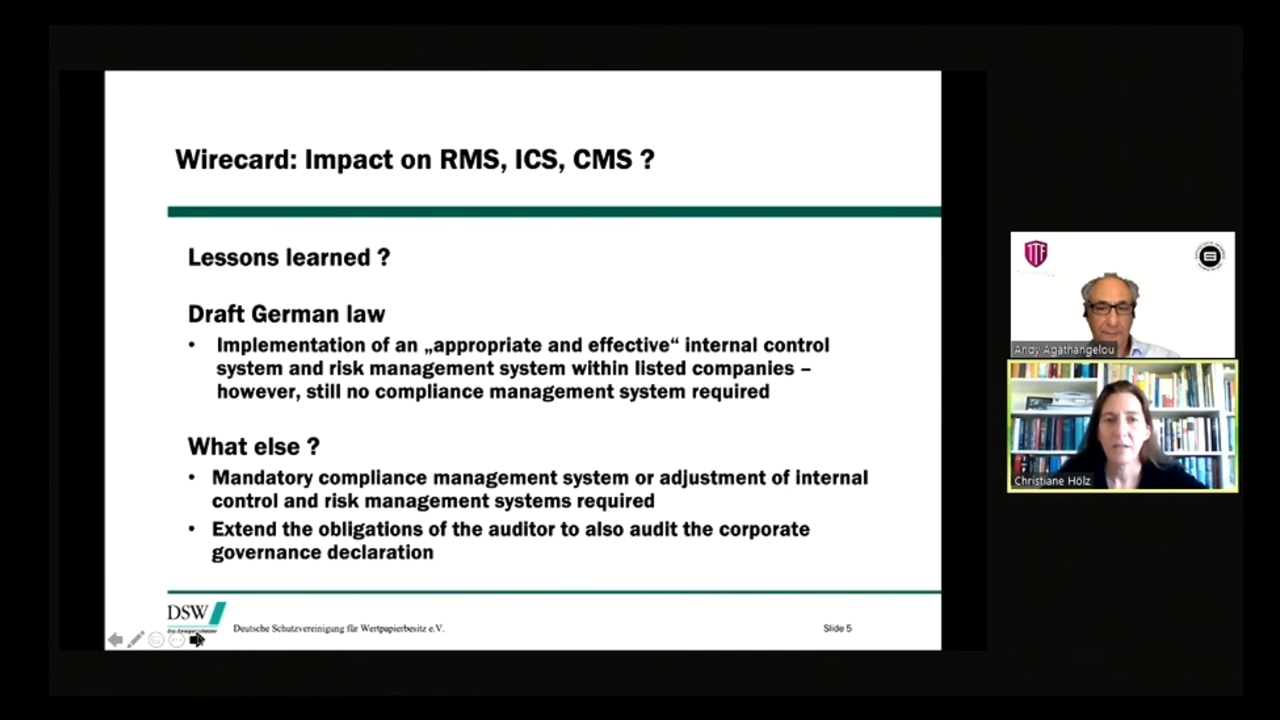 Wirecard: Impact on RMS, ICS, CMS ?
Lessons learned ?
Draft German law
• Implementation of an „appropriate and effective“ internal control
system and risk management system within listed companies –
however, still no compliance management system required
What else ?
• Mandatory compliance management system or adjustment of internal
control and risk management systems required
• Extend the obligations of the auditor to also audit the corporate
governance declaration
DSW
Deutsche Schutzvereinigung für Wertpapierbesitz e.V.
Slide 5
TTF
Andy Agathangelou
Christiane Hölz